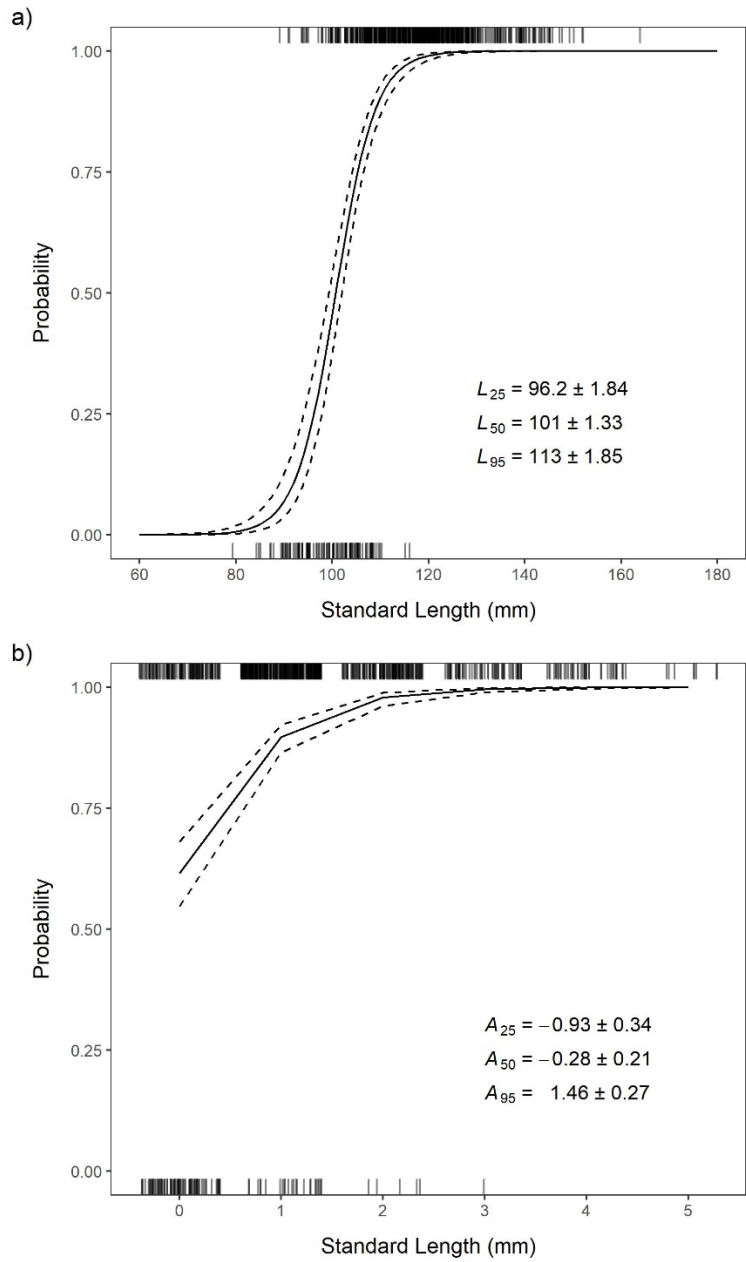 a)
1.00
0.75
0.50
0.25
0.00
Probability
L25 = 96.2 ± 1.84
L50 = 101 ± 1.33
L95 = 113 ± 1.85
60 80 100 120 140 160 180
Standard Length (mm)
b)
1.00
0.75
0.50
0.25
0.00
Probability
A25 = −0.93 ± 0.34
A50 = −0.28 ± 0.21
A95 = 1.46 ± 0.27
0 1 2 3 4 5
Standard Length (mm)